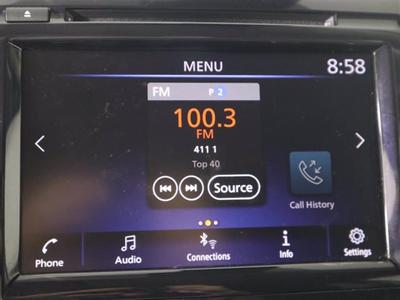 MENU
8:58
FM
P 2
100.3
FM
411 1
Top 40
Source
Call History
Phone
Audio
Connections
Info
Settings